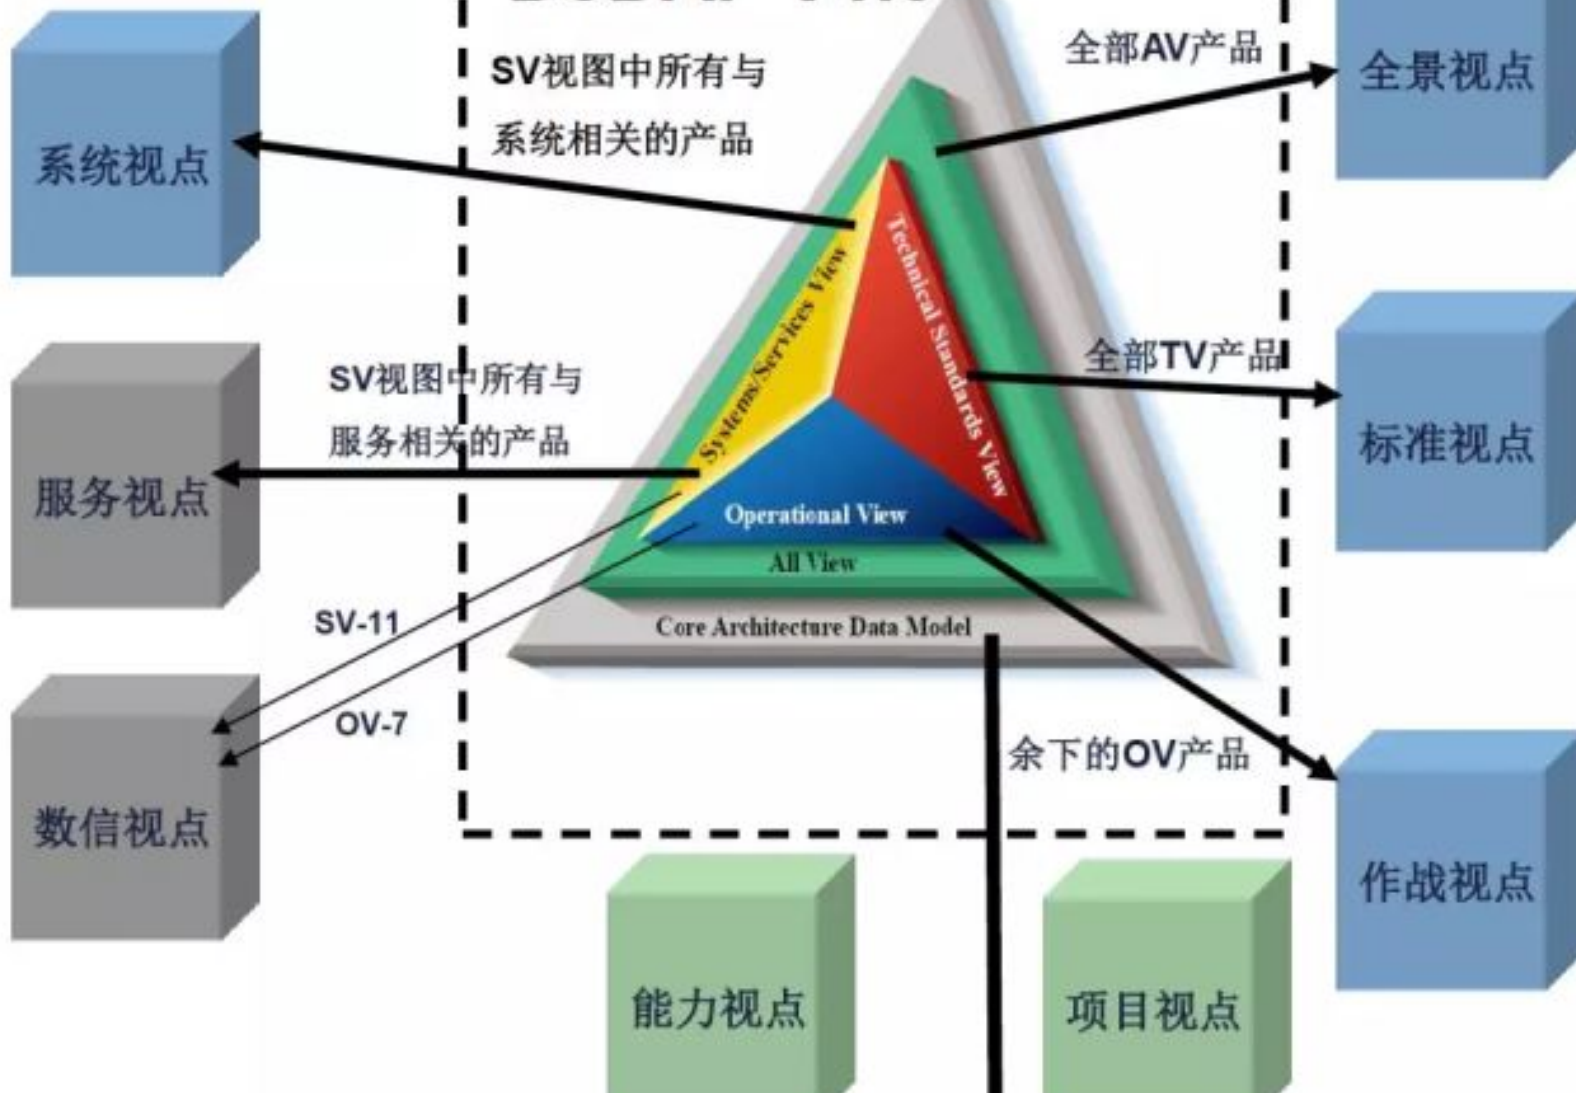 SV视图中所有与
系统相关的产品
全部AV产品
全景视点
系统视点
Technical Standards View
Systems/Services View
全部TV产品
SV视图中所有与
服务相关的产品
标准视点
服务视点
Operational View
All View
SV-11
Core Architecture Data Model
OV-7
余下的OV产品
数信视点
作战视点
能力视点
项目视点